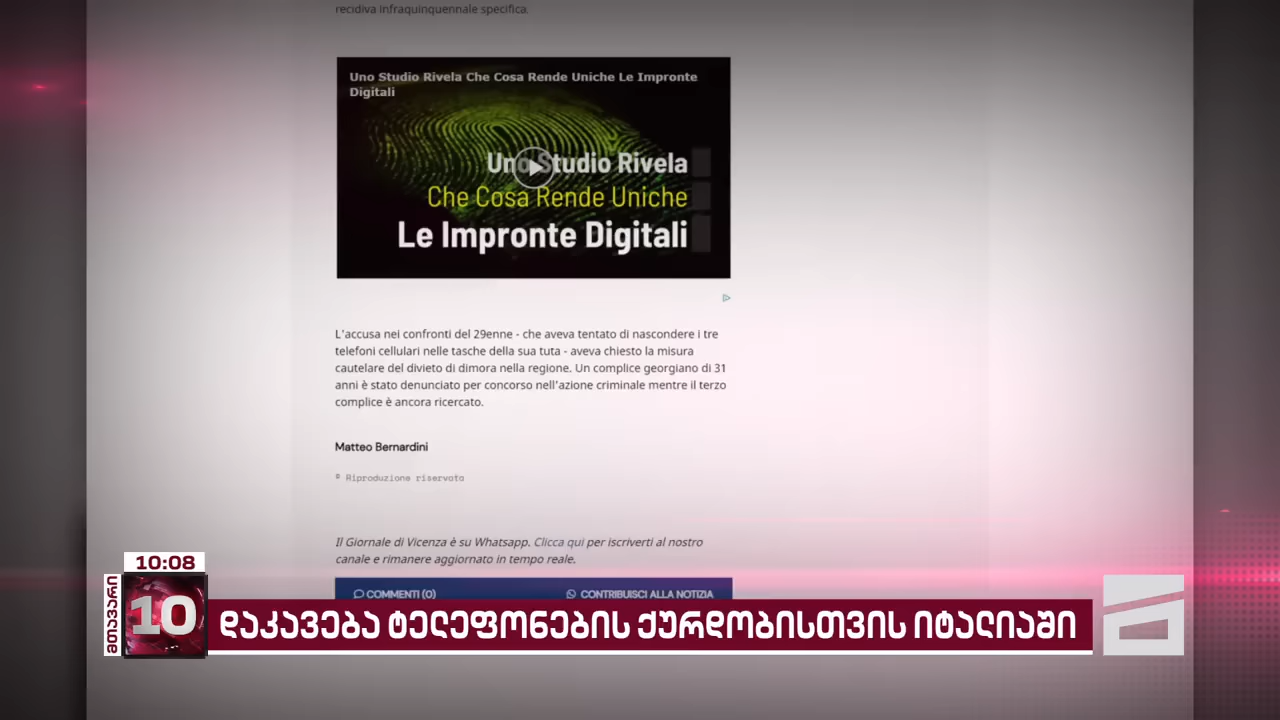 recidiva infraquinquennale specifica.
Uno Studio Rivela Che Cosa Rende Uniche Le Impronte
Digitali
Uno Studio Rivela
Che Cosa Rende Uniche
Le Impronte Digitali
L'accusa nei confronti del 29enne - che aveva tentato di nascondere i tre
telefoni cellulari nelle tasche della sua tuta - aveva chiesto la misura
cautelare del divieto di dimora nella regione. Un complice georgiano di 31
anni è stato denunciato per concorso nell'azione criminale mentre il terzo
complice è ancora ricercato.
Matteo Bernardini
© Riproduzione riservata
Il Giornale di Vicenza è su Whatsapp. Clicca qui per iscriverti al nostro
canale e rimanere aggiornato in tempo reale.
COMMENTI (0) CONTRIBUISCI ALLA NOTIZIA
10:08
მთავარი
10
დაკავება ტელეფონების ქურდობისთვის იტალიაში